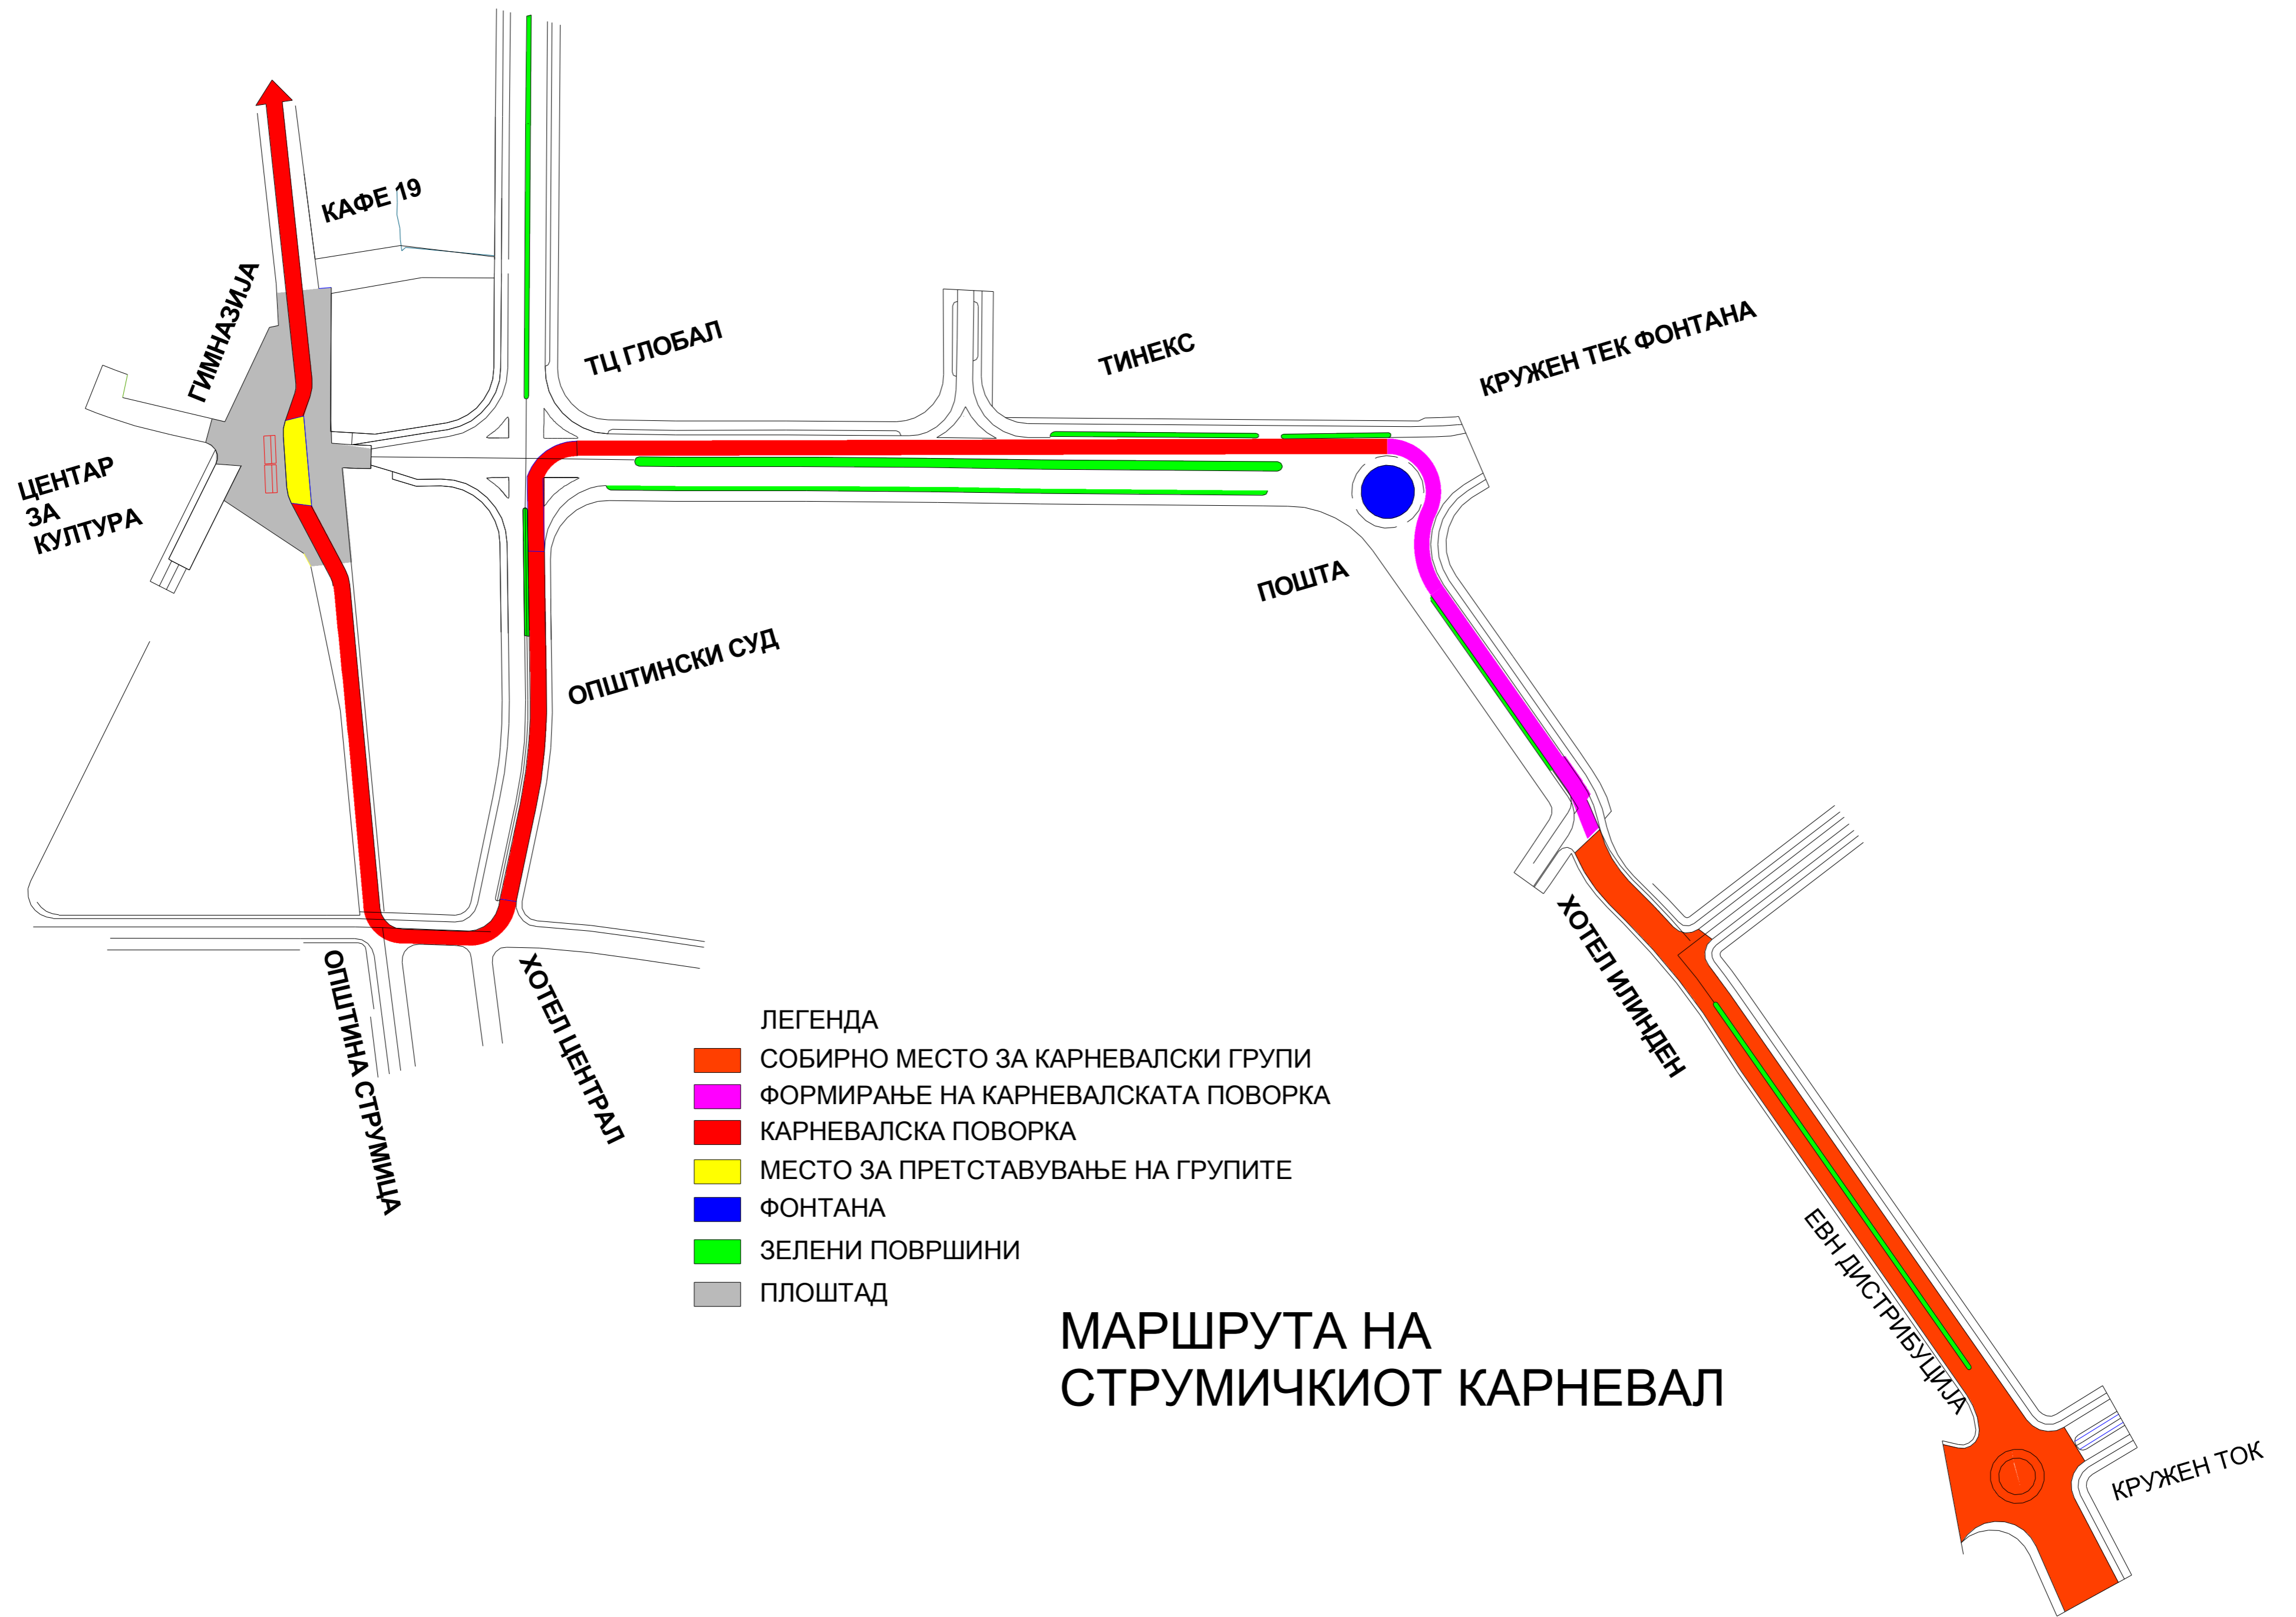 КАФЕ 19
ГИМНАЗИЈА
ТЦ ГЛОБАЛ
ТИНЕКС
КРУЖЕН ТЕК ФОНТАНА
ЦЕНТАР
ЗА
КУЛТУРА
ПОШТА
ОПШТИНСКИ СУД
ХОТЕЛ ИЛИНДЕН
ОПШТИНА СТРУМИЦА
ХОТЕЛ ЦЕНТРАЛ
ЛЕГЕНДА
СОБИРНО МЕСТО ЗА КАРНЕВАЛСКИ ГРУПИ
ФОРМИРАЊЕ НА КАРНЕВАЛСКАТА ПОВОРКА
КАРНЕВАЛСКА ПОВОРКА
МЕСТО ЗА ПРЕТСТАВУВАЊЕ НА ГРУПИТЕ
ФОНТАНА
ЗЕЛЕНИ ПОВРШИНИ
ПЛОШТАД
ЕВН ДИСТРИБУЦИЈА
МАРШРУТА НА
СТРУМИЧКИОТ КАРНЕВАЛ
КРУЖЕН ТОК